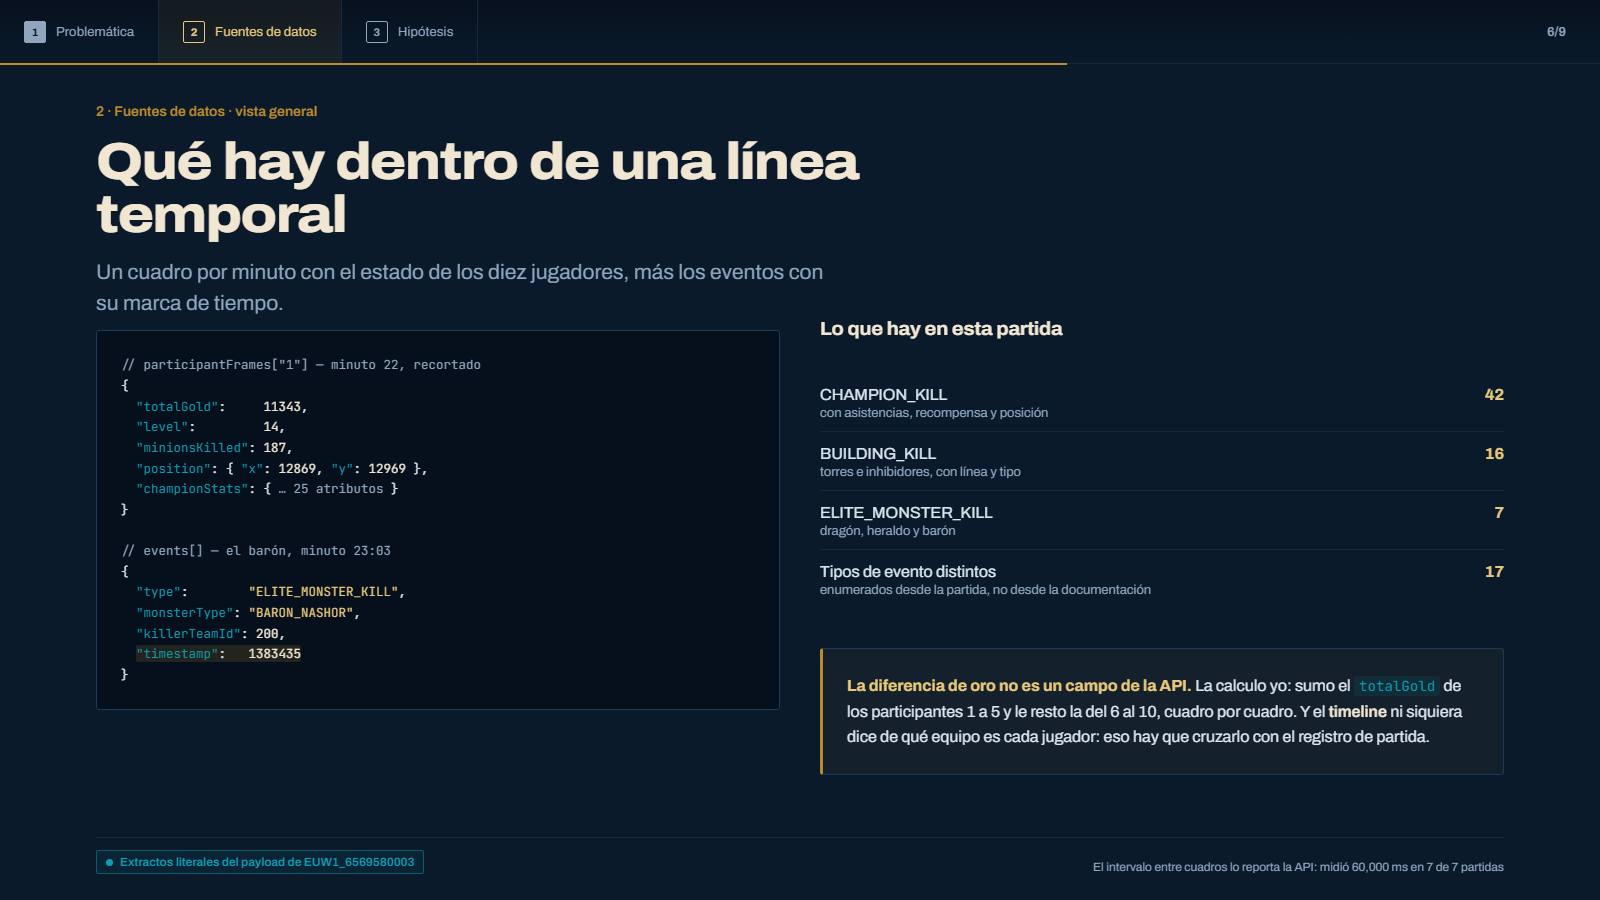 1 Problemática
2 Fuentes de datos
3 Hipótesis
6/9
2 · Fuentes de datos · vista general
Qué hay dentro de una línea
temporal
Un cuadro por minuto con el estado de los diez jugadores, más los eventos con
su marca de tiempo.
// participantFrames["1"] — minuto 22, recortado
{
"totalGold": 11343,
"level": 14,
"minionsKilled": 187,
"position": { "x": 12869, "y": 12969 },
"championStats": { … 25 atributos }
}
// events[] — el barón, minuto 23:03
{
"type": "ELITE_MONSTER_KILL",
"monsterType": "BARON_NASHOR",
"killerTeamId": 200,
"timestamp": 1383435
}
Lo que hay en esta partida
CHAMPION_KILL 42
con asistencias, recompensa y posición
BUILDING_KILL 16
torres e inhibidores, con línea y tipo
ELITE_MONSTER_KILL 7
dragón, heraldo y barón
Tipos de evento distintos 17
enumerados desde la partida, no desde la documentación
La diferencia de oro no es un campo de la API. La calculo yo: sumo el totalGold de
los participantes 1 a 5 y le resto la del 6 al 10, cuadro por cuadro. Y el timeline ni siquiera
dice de qué equipo es cada jugador: eso hay que cruzarlo con el registro de partida.
Extractos literales del payload de EUW1_6569580003
El intervalo entre cuadros lo reporta la API: midió 60,000 ms en 7 de 7 partidas